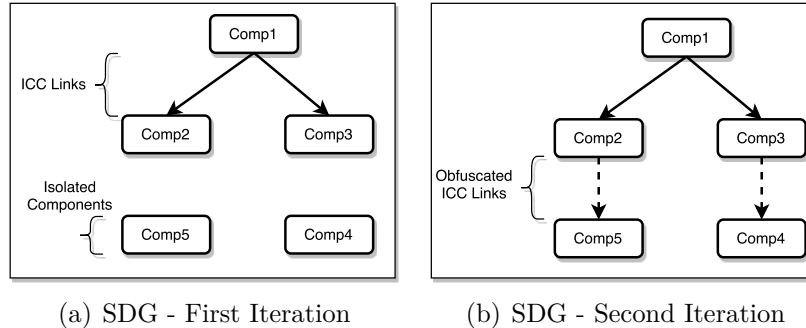 Comp1
ICC Links
Comp2
Comp3
Isolated
Components
Comp5
Comp4
(a) SDG - First Iteration
Comp1
Comp2
Comp3
Obfuscated
ICC Links
Comp5
Comp4
(b) SDG - Second Iteration